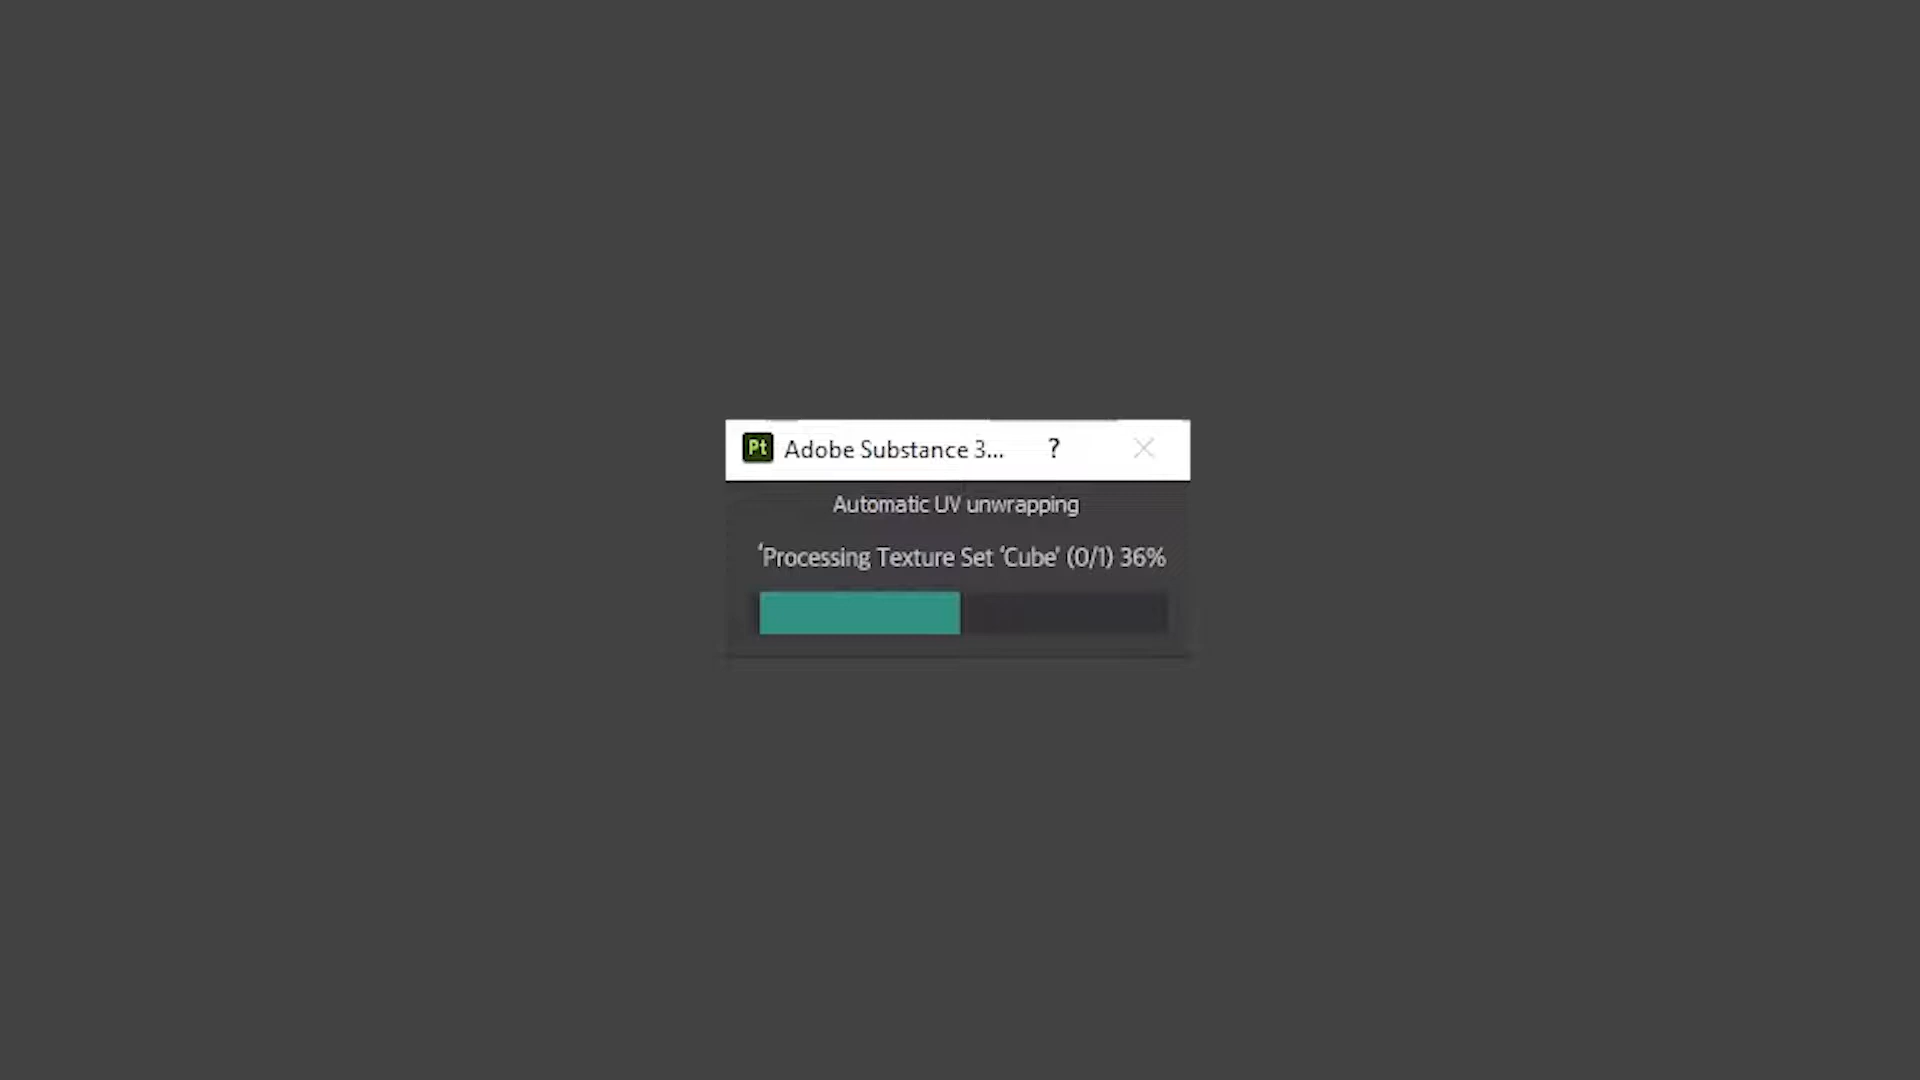 Pt Adobe Substance 3... ?
Automatic UV unwrapping
‘Processing Texture Set ‘Cube’ (0/1) 36%